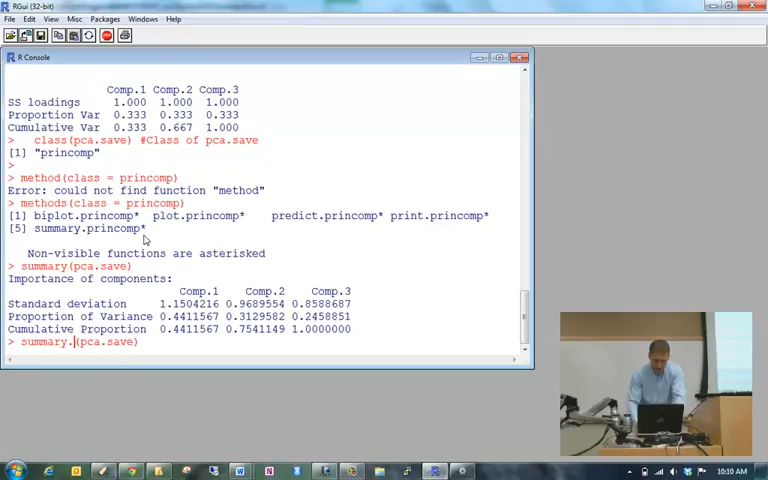 RGui (32-bit)
File Edit View Misc Packages Windows Help
STOP
R Console
Comp.1 Comp.2 Comp.3
SS loadings 1.000 1.000 1.000
Proportion Var 0.333 0.333 0.333
Cumulative Var 0.333 0.667 1.000
> class(pca.save) #Class of pca.save
[1] "princomp"
>
> method(class = princomp)
Error: could not find function "method"
> methods(class = princomp)
[1] biplot.princomp* plot.princomp* predict.princomp* print.princomp*
[5] summary.princomp*
Non-visible functions are asterisked
> summary(pca.save)
Importance of components:
Comp.1 Comp.2 Comp.3
Standard deviation 1.1504216 0.9689554 0.8588687
Proportion of Variance 0.4411567 0.3129582 0.2458851
Cumulative Proportion 0.4411567 0.7541149 1.0000000
> summary.(pca.save)
10:10 AM